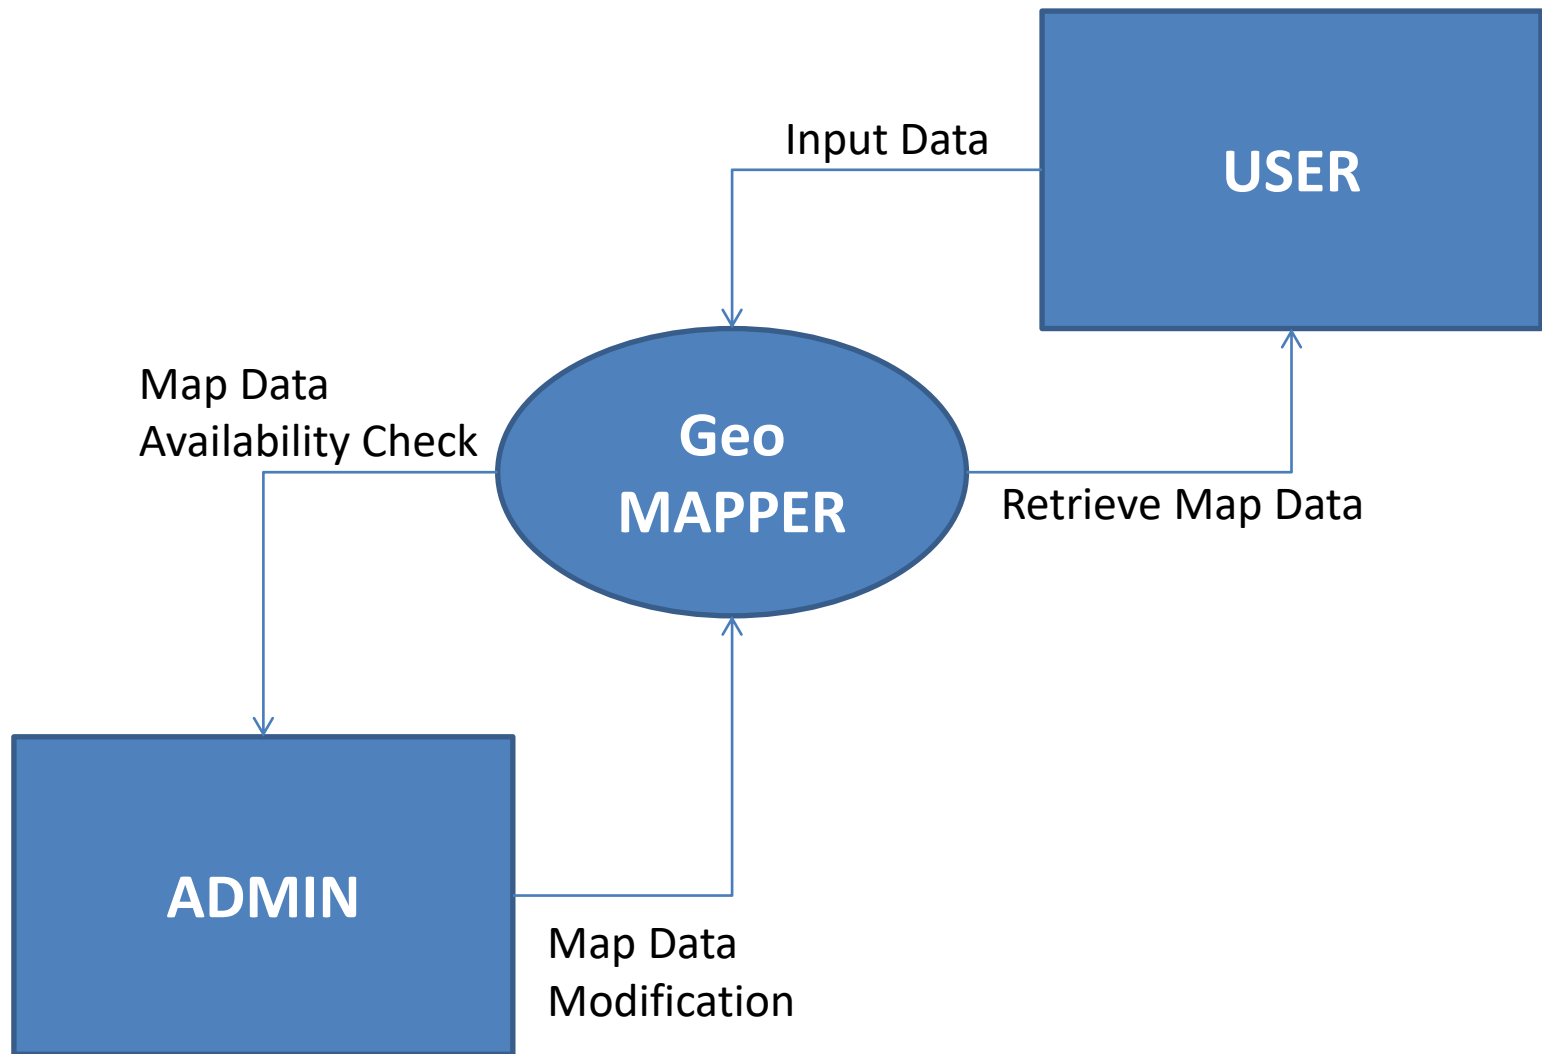 Input Data
USER
Map Data
Availability Check
Geo
MAPPER
Retrieve Map Data
ADMIN
Map Data
Modification